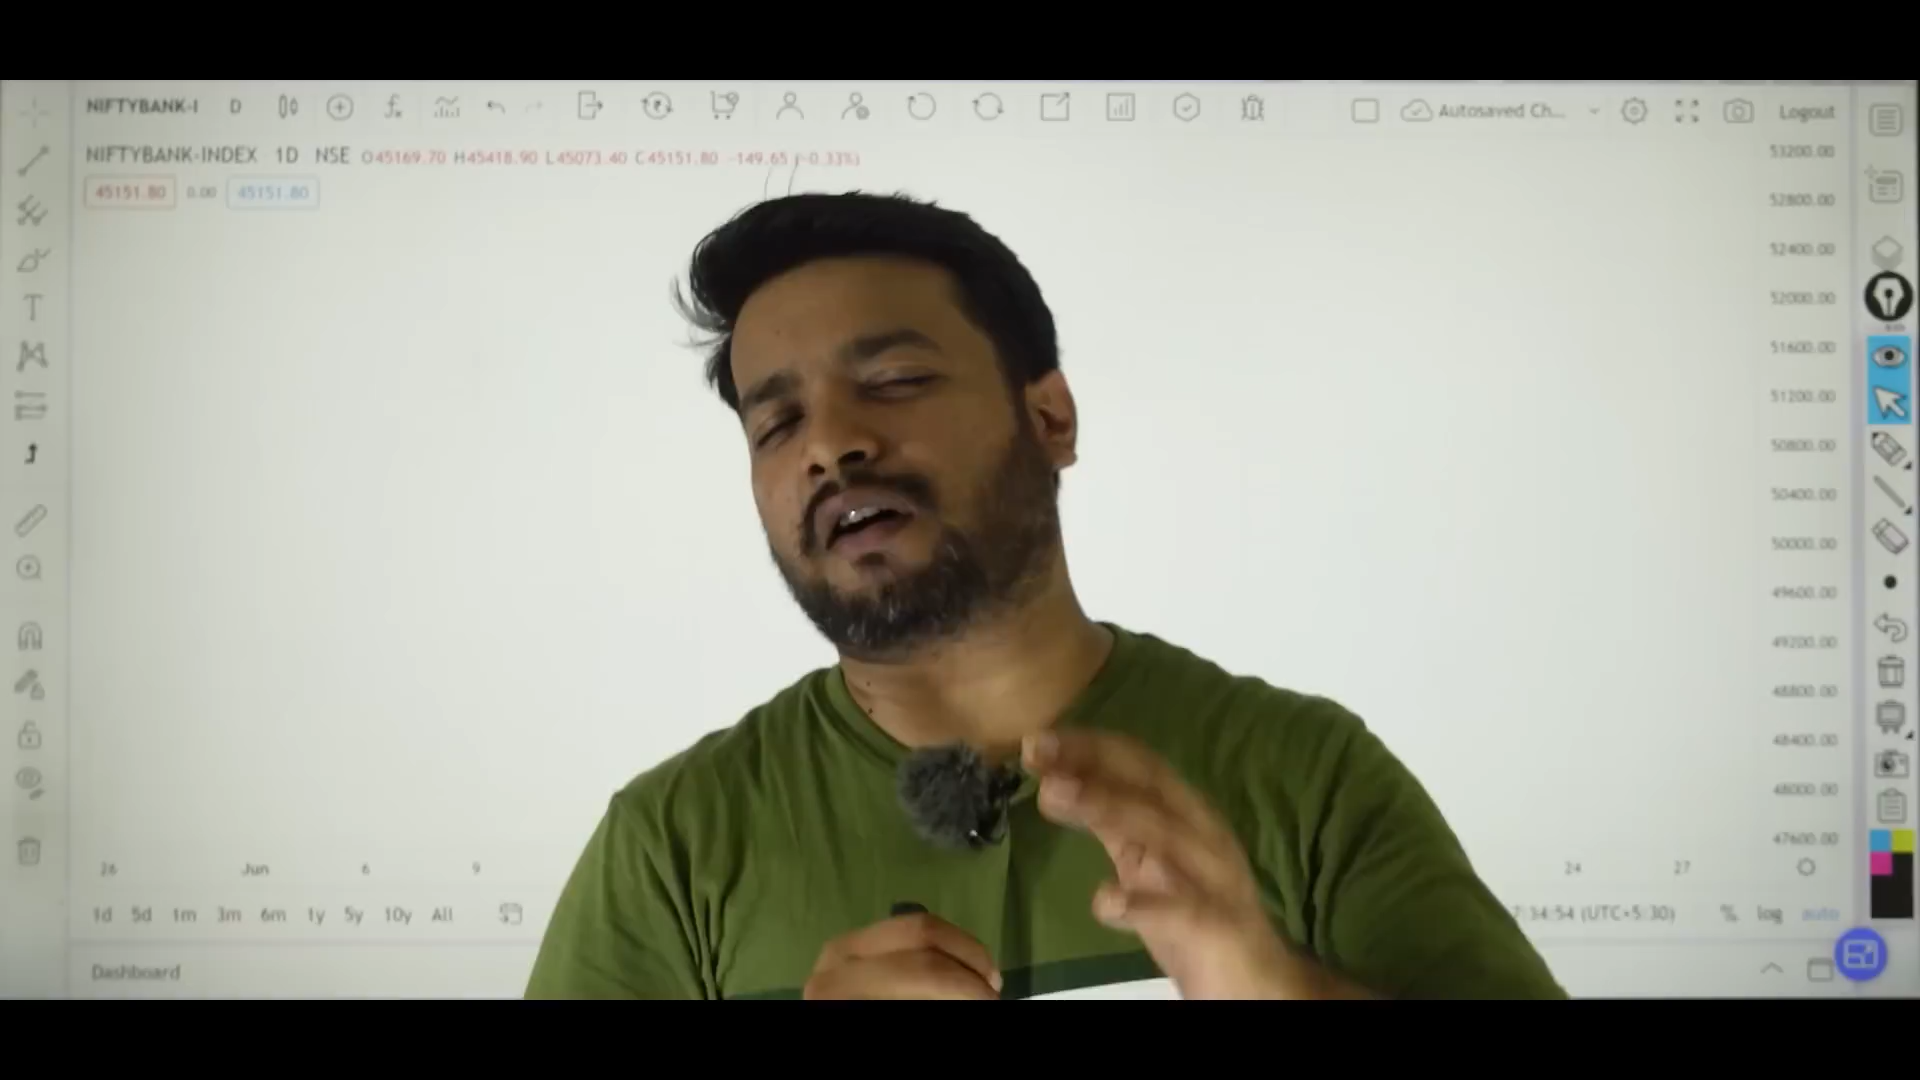 NIFTYBANK-I D Autosaved Ch... Logout
NIFTYBANK-INDEX 1D NSE O45169.70 H45418.90 L45073.40 C45151.80 -149.65 (-0.33%)
45151.80 0.00 45151.80
53200.00
52800.00
52400.00
52000.00
51600.00
51200.00
50800.00
50400.00
50000.00
49600.00
49200.00
48800.00
48400.00
48000.00
47600.00
26 Jun 6 9 24 27
1d 5d 1m 3m 6m 1y 5y 10y All 7:34:54 (UTC+5:30) % log auto
Dashboard